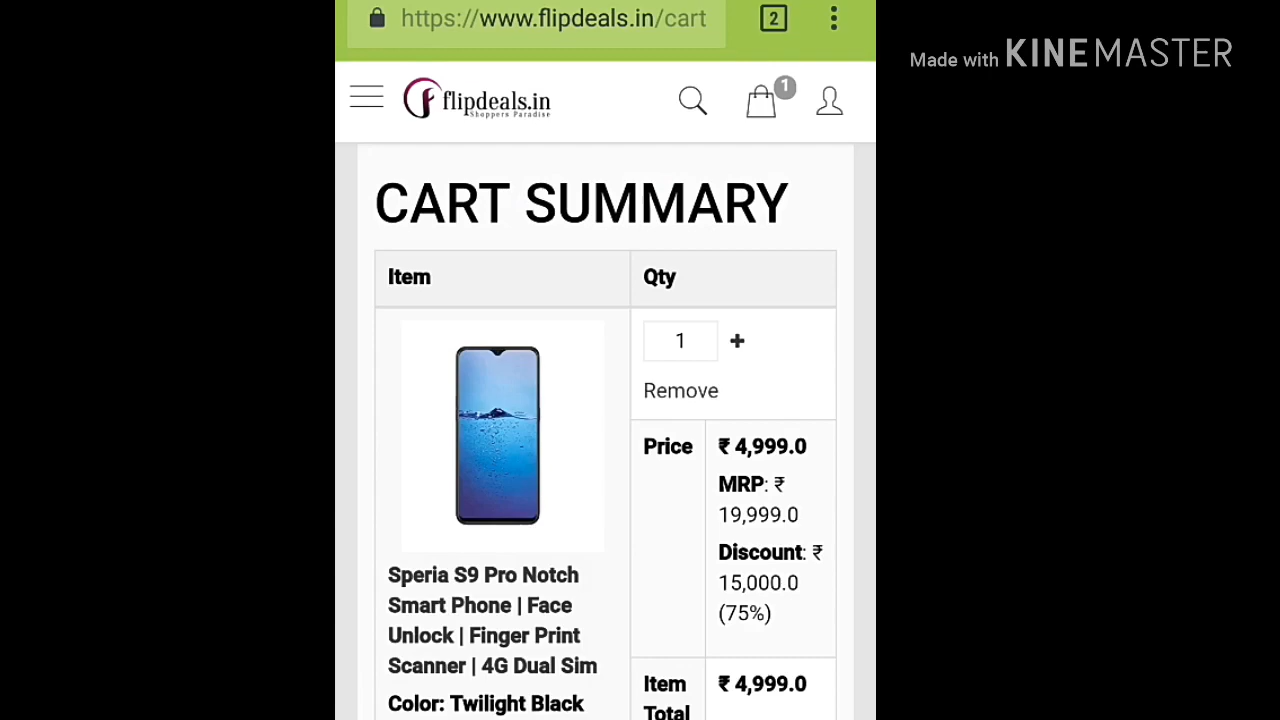 https://www.flipdeals.in/cart
2
Made with KINEMASTER
flipdeals.in
Shoppers Paradise
1
CART SUMMARY
Item
Qty
1 +
Remove
Price
₹ 4,999.0
MRP: ₹
19,999.0
Discount: ₹
15,000.0
(75%)
Speria S9 Pro Notch
Smart Phone | Face
Unlock | Finger Print
Scanner | 4G Dual Sim
Color: Twilight Black
Item
Total
₹ 4,999.0